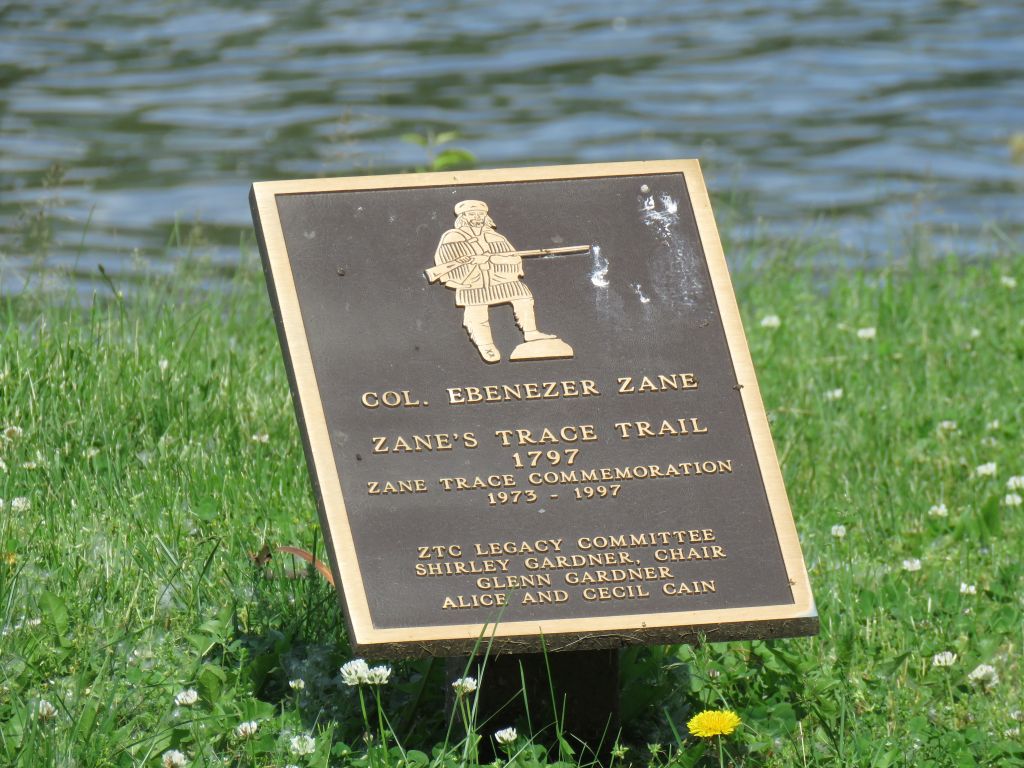 COL. EBENEZER ZANE
ZANE'S TRACE TRAIL
1797
ZANE TRACE COMMEMORATION
1973 - 1997
ZTC LEGACY COMMITTEE
SHIRLEY GARDNER, CHAIR
GLENN GARDNER
ALICE AND CECIL CAIN